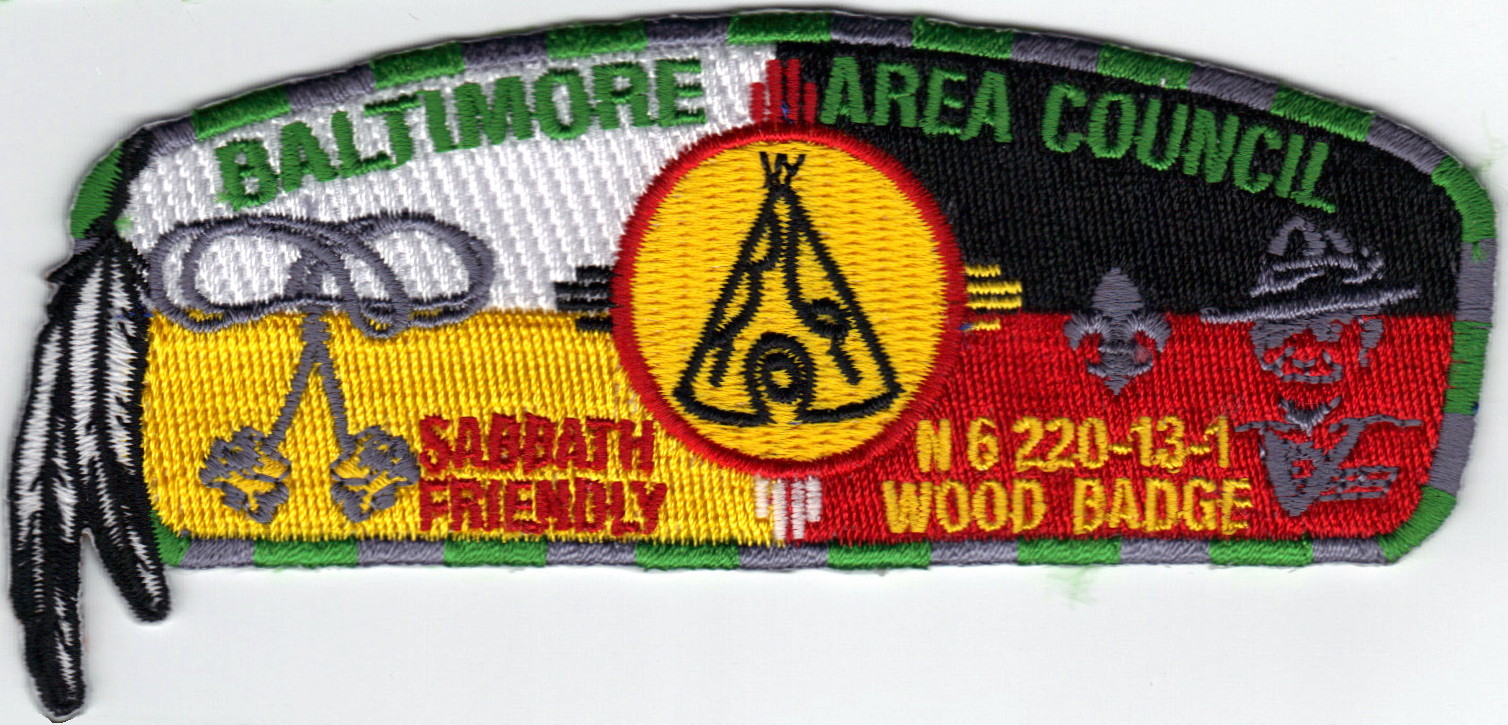 BALTIMORE AREA COUNCIL
SABBATH
FRIENDLY
N 6 220-13-1
WOOD BADGE